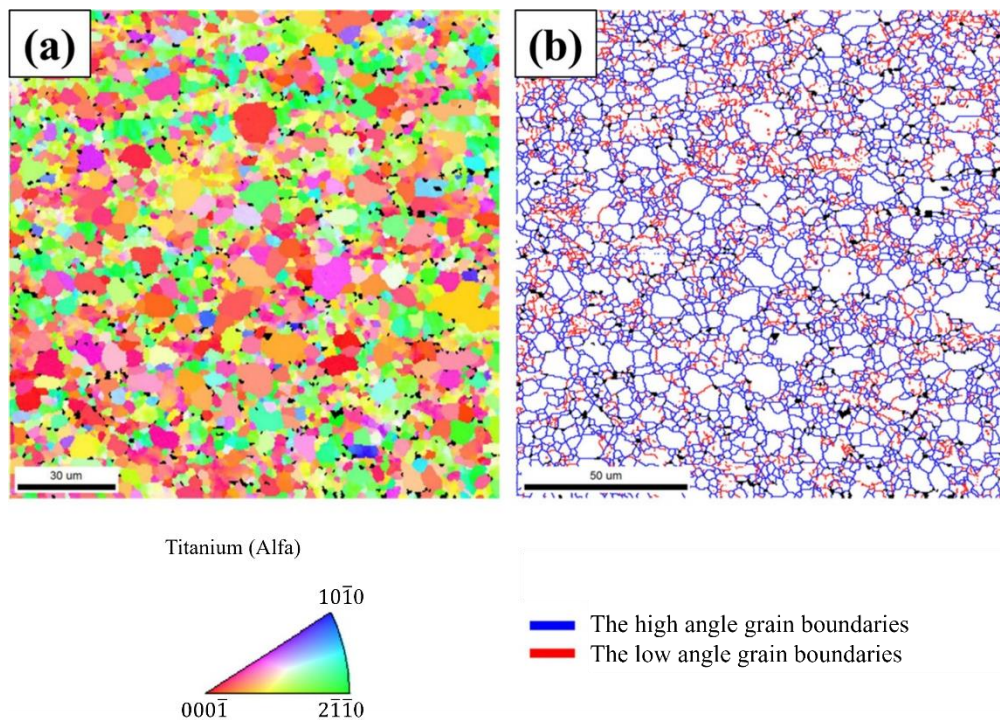 (a)
(b)
30 um
50 um
Titanium (Alfa)
101̅0
0001̅
21̅1̅0
The high angle grain boundaries
The low angle grain boundaries